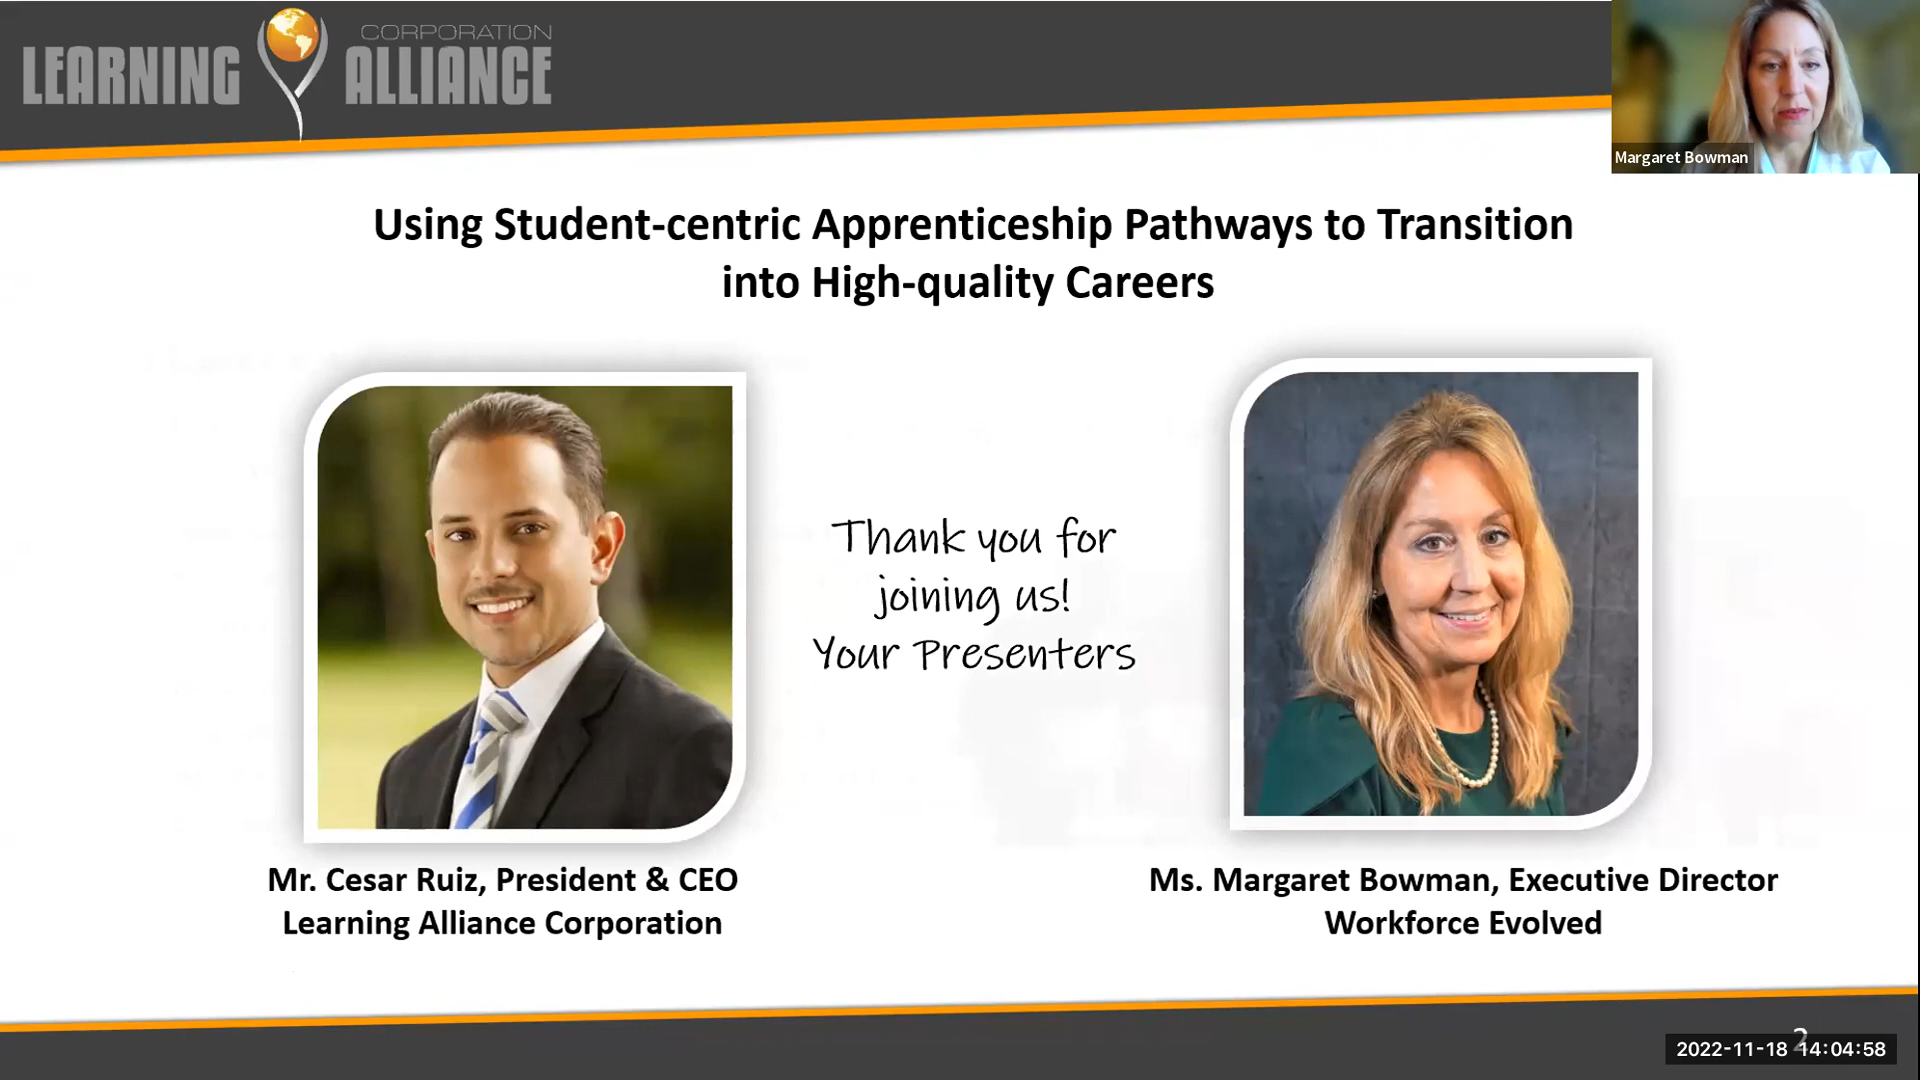 CORPORATION
LEARNING ALLIANCE
Margaret Bowman
Using Student-centric Apprenticeship Pathways to Transition
into High-quality Careers
Thank you for
joining us!
Your Presenters
Mr. Cesar Ruiz, President & CEO
Learning Alliance Corporation
Ms. Margaret Bowman, Executive Director
Workforce Evolved
2
2022-11-18 14:04:58